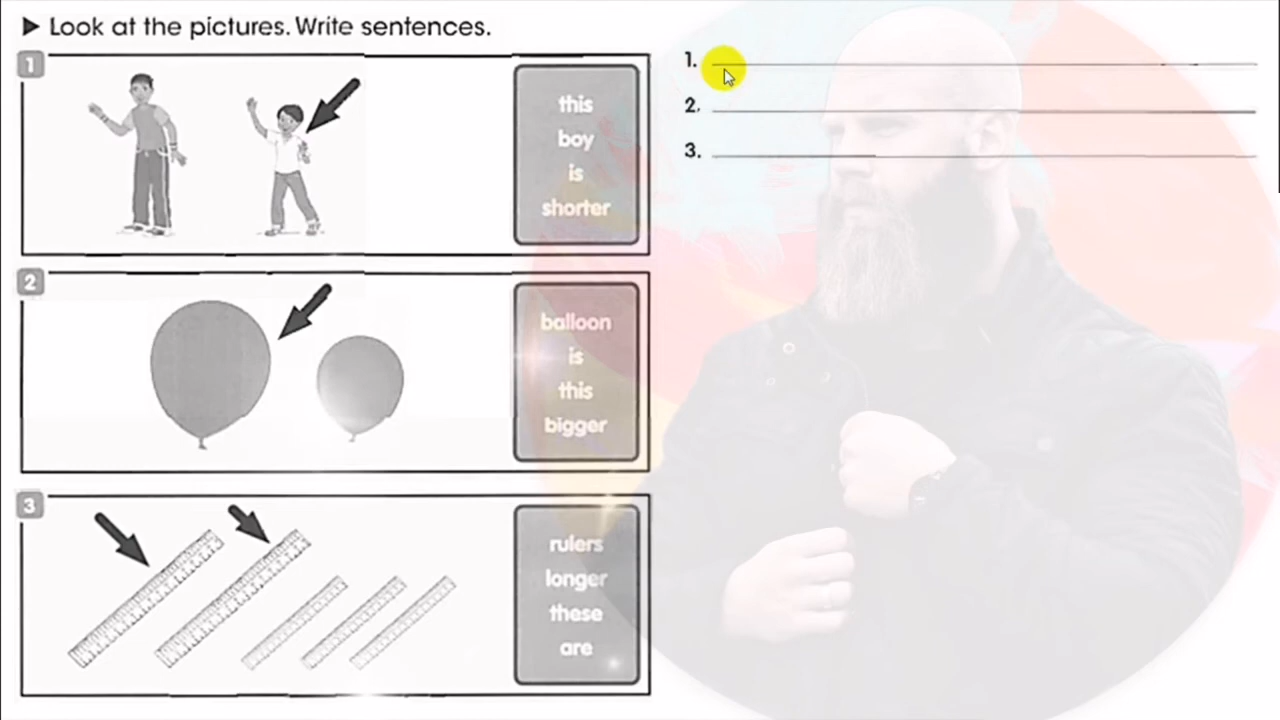 ▶ Look at the pictures. Write sentences.
1
this
boy
is
shorter
2
balloon
is
this
bigger
3
rulers
longer
these
are
1.
2.
3.